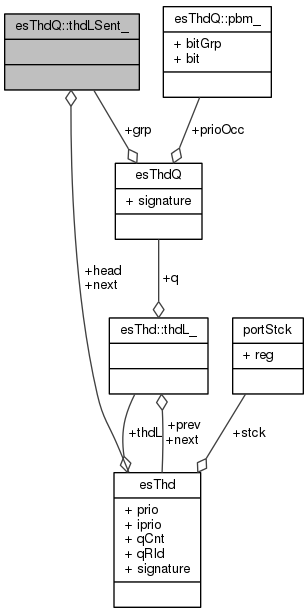 esThdQ::thdLSent_
esThdQ::pbm_
+ bitGrp
+ bit
+grp
+prioOcc
esThdQ
+ signature
+head
+next
+q
esThd::thdL_
portStck
+ reg
+thdL
+prev
+next
+stck
esThd
+ prio
+ iprio
+ qCnt
+ qRld
+ signature